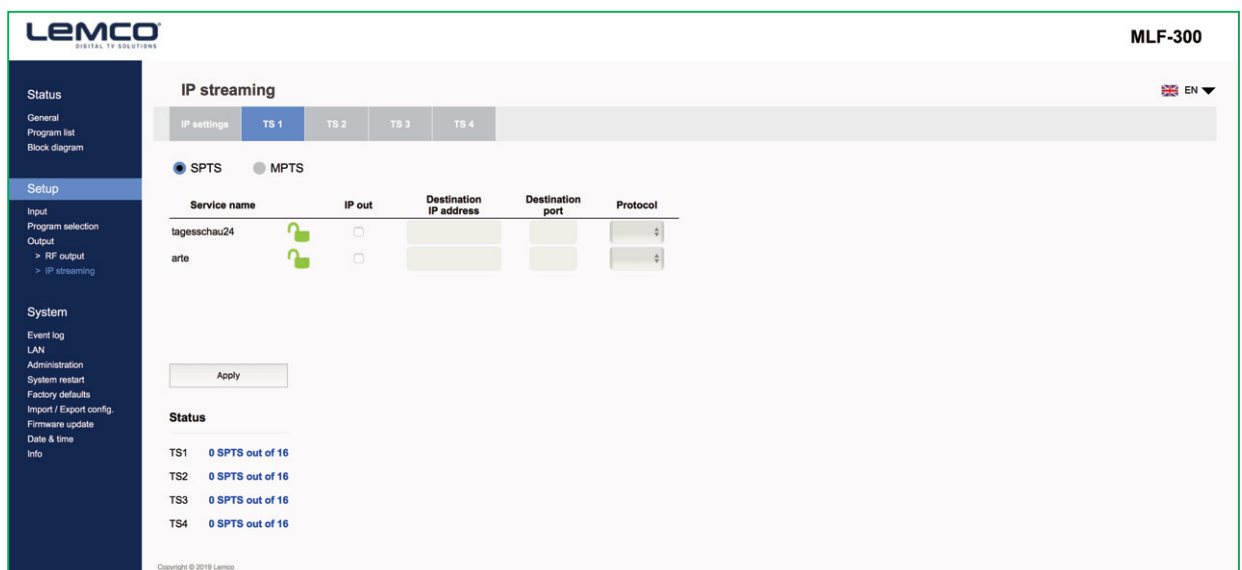 LEMCO
DIGITAL TV SOLUTIONS
MLF-300
Status
General
Program list
Block diagram
Setup
Input
Program selection
Output
> RF output
> IP streaming
System
Event log
LAN
Administration
System restart
Factory defaults
Import / Export config.
Firmware update
Date & time
Info
IP streaming
EN
IP settings TS 1 TS 2 TS 3 TS 4
SPTS MPTS
Service name IP out Destination IP address Destination port Protocol
tagesschau24
arte
Apply
Status
TS1 0 SPTS out of 16
TS2 0 SPTS out of 16
TS3 0 SPTS out of 16
TS4 0 SPTS out of 16
Copyright © 2019 Lemco